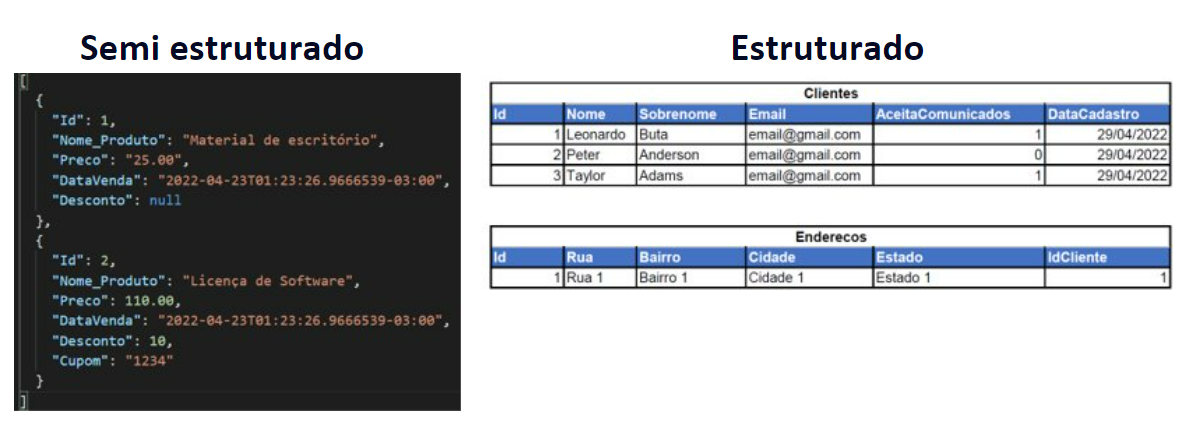 Semi estruturado
[
{
"Id": 1,
"Nome_Produto": "Material de escritório",
"Preco": "25.00",
"DataVenda": "2022-04-23T01:23:26.9666539-03:00",
"Desconto": null
},
{
"Id": 2,
"Nome_Produto": "Licença de Software",
"Preco": 110.00,
"DataVenda": "2022-04-23T01:23:26.9666539-03:00",
"Desconto": 10,
"Cupom": "1234"
}
]
Estruturado
Clientes
Id Nome Sobrenome Email AceitaComunicados DataCadastro
1 Leonardo Buta email@gmail.com 1 29/04/2022
2 Peter Anderson email@gmail.com 0 29/04/2022
3 Taylor Adams email@gmail.com 1 29/04/2022
Enderecos
Id Rua Bairro Cidade Estado IdCliente
1 Rua 1 Bairro 1 Cidade 1 Estado 1 1